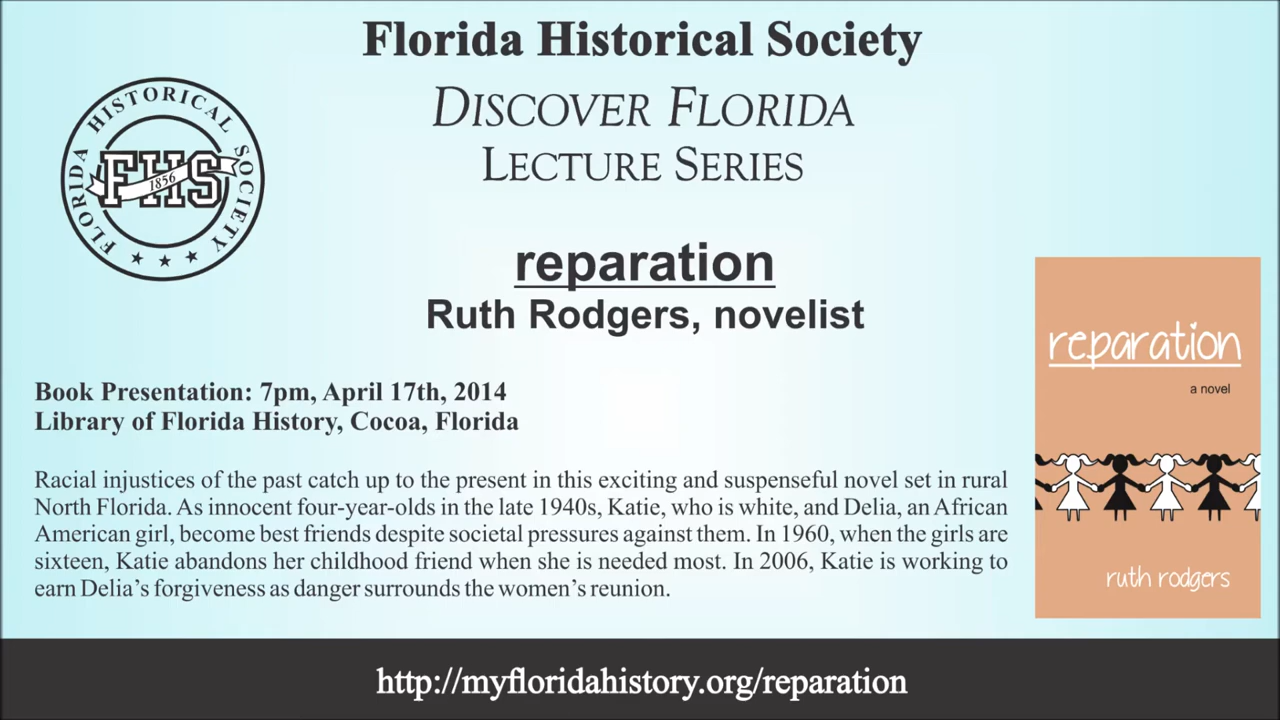 Florida Historical Society
DISCOVER FLORIDA
LECTURE SERIES
FLORIDA HISTORICAL SOCIETY
FHS
1856
reparation
Ruth Rodgers, novelist
Book Presentation: 7pm, April 17th, 2014
Library of Florida History, Cocoa, Florida
Racial injustices of the past catch up to the present in this exciting and suspenseful novel set in rural
North Florida. As innocent four-year-olds in the late 1940s, Katie, who is white, and Delia, an African
American girl, become best friends despite societal pressures against them. In 1960, when the girls are
sixteen, Katie abandons her childhood friend when she is needed most. In 2006, Katie is working to
earn Delia’s forgiveness as danger surrounds the women’s reunion.
reparation
a novel
ruth rodgers
http://myfloridahistory.org/reparation